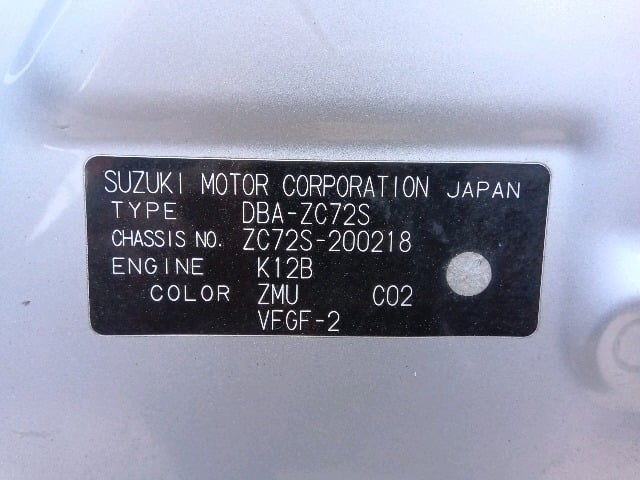 SUZUKI MOTOR CORPORATION JAPAN
TYPE DBA-ZC72S
CHASSIS NO. ZC72S-200218
ENGINE K12B
COLOR ZMU C02
VFGF-2